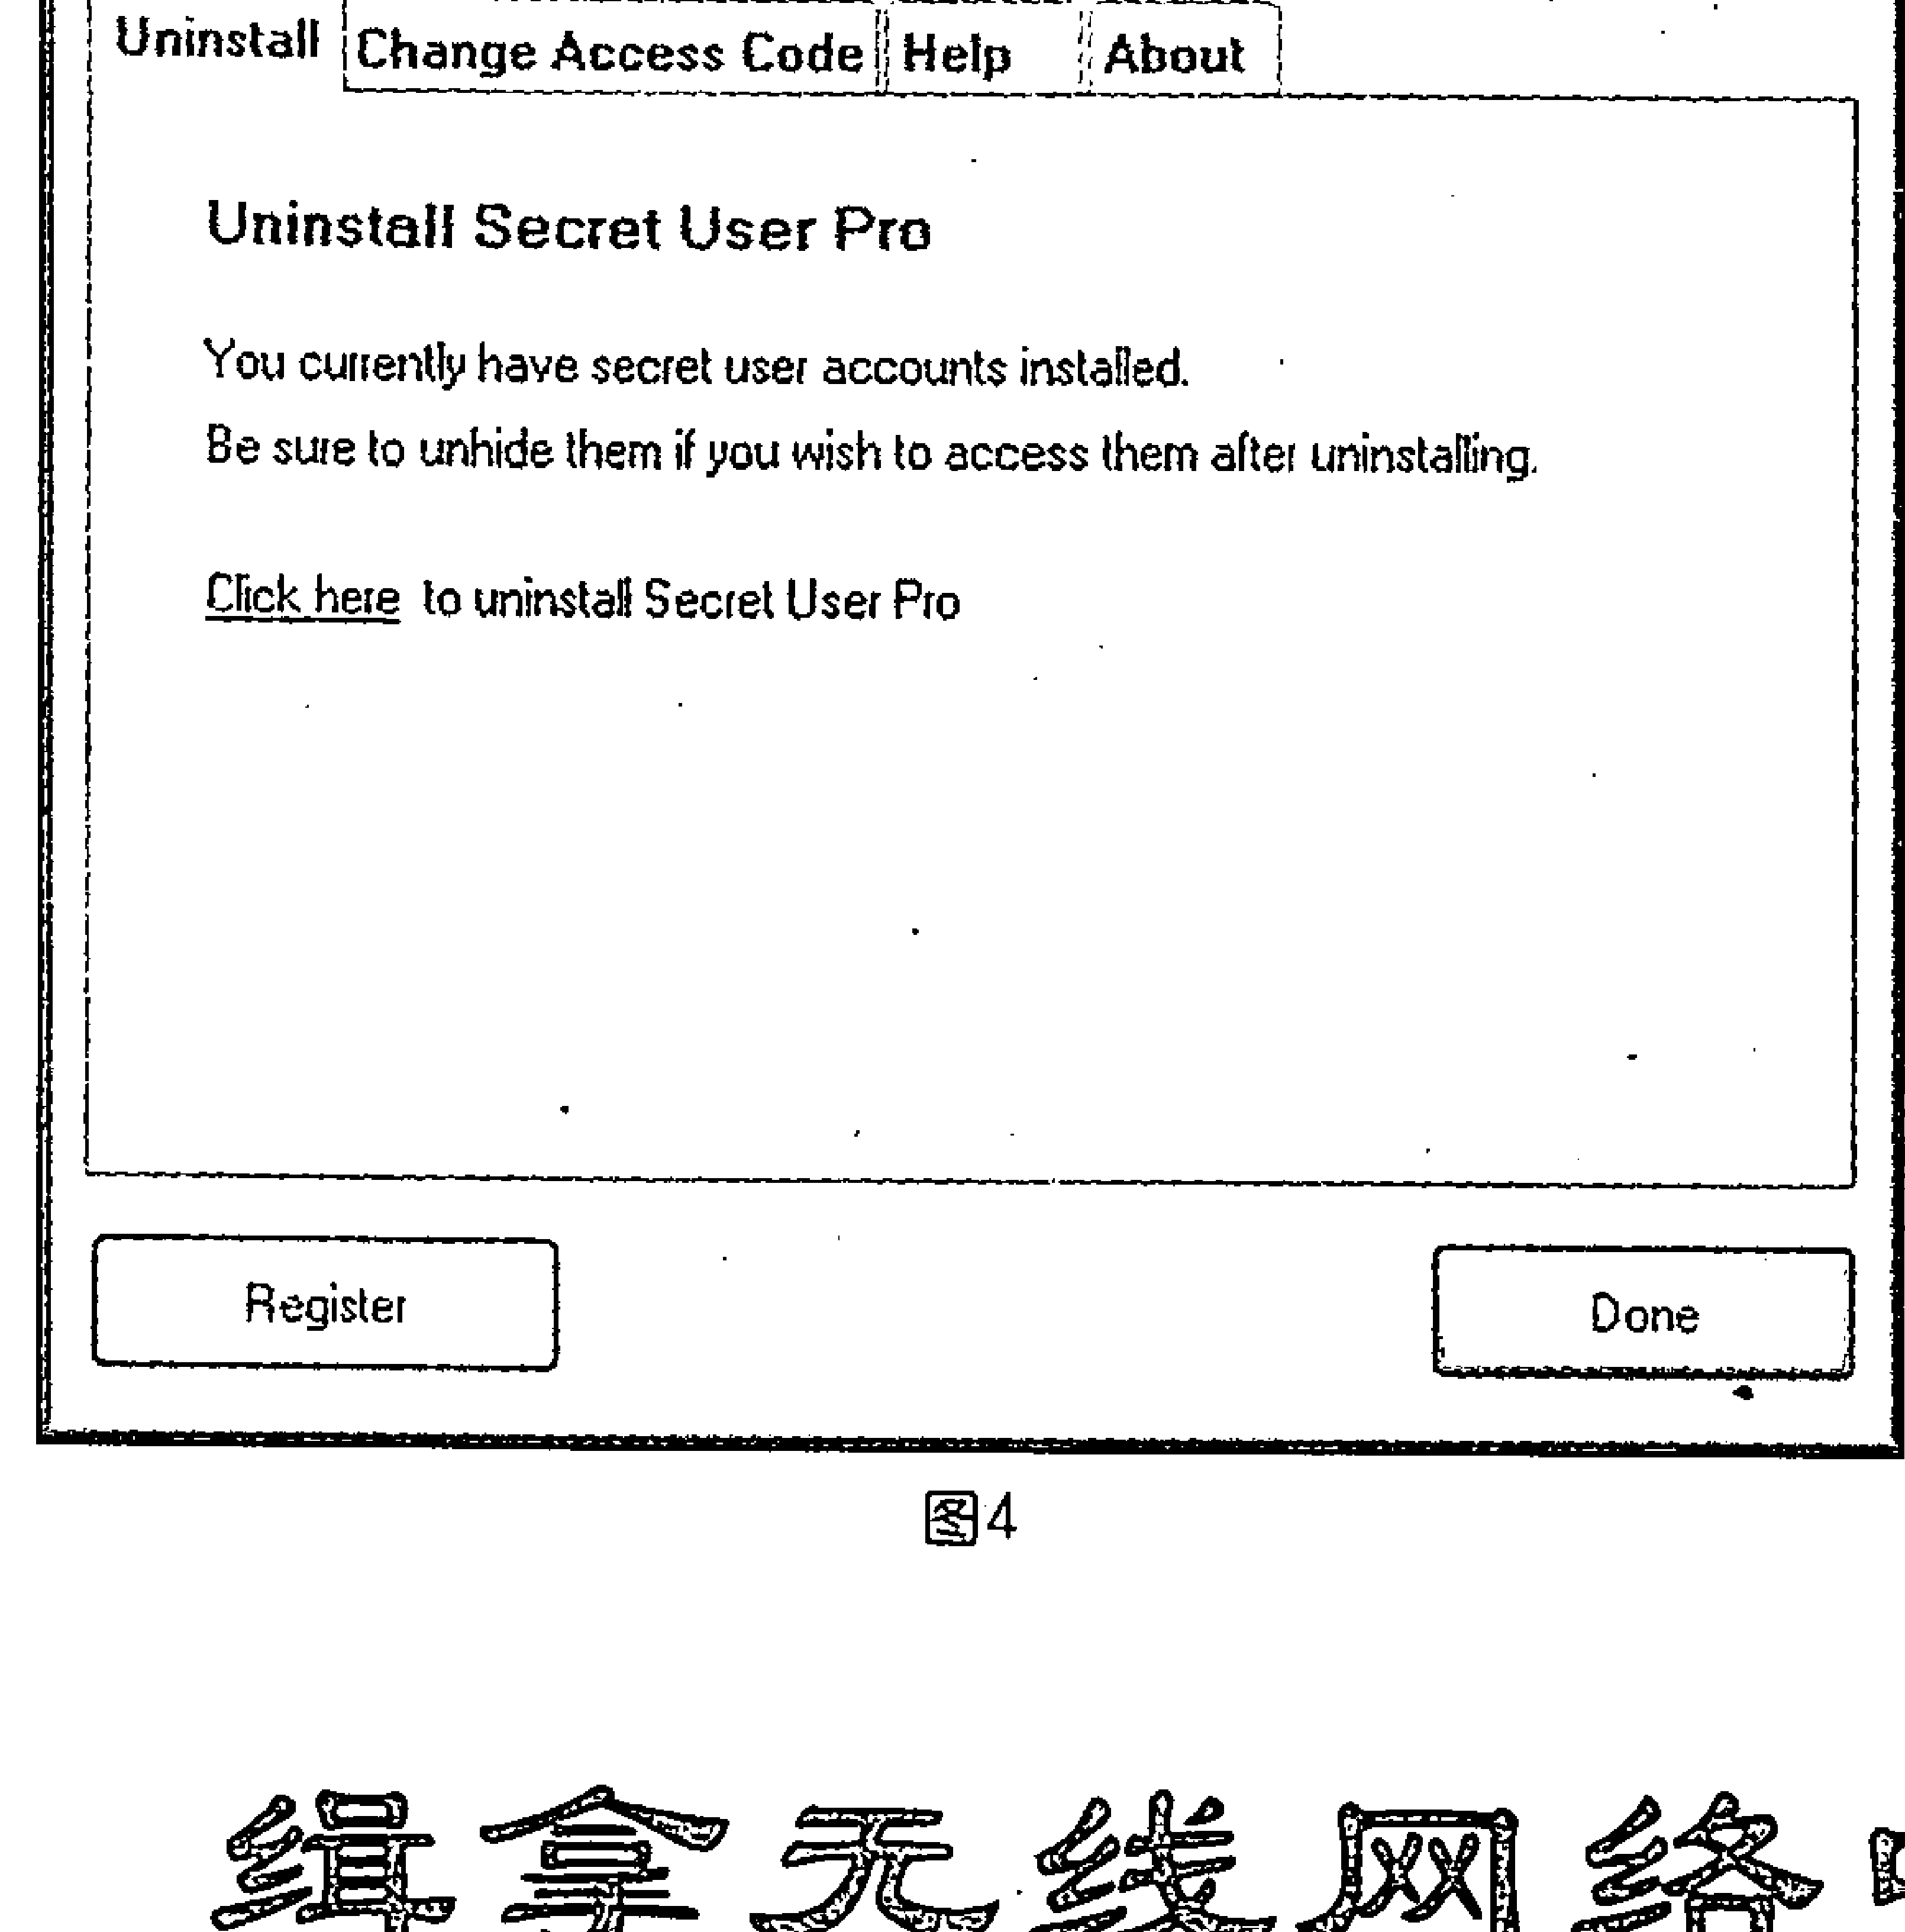 Uninstall Change Access Code Help About
Uninstall Secret User Pro
You currently have secret user accounts installed.
Be sure to unhide them if you wish to access them after uninstalling.
Click here to uninstall Secret User Pro
Register Done
图4
缉拿无线网络